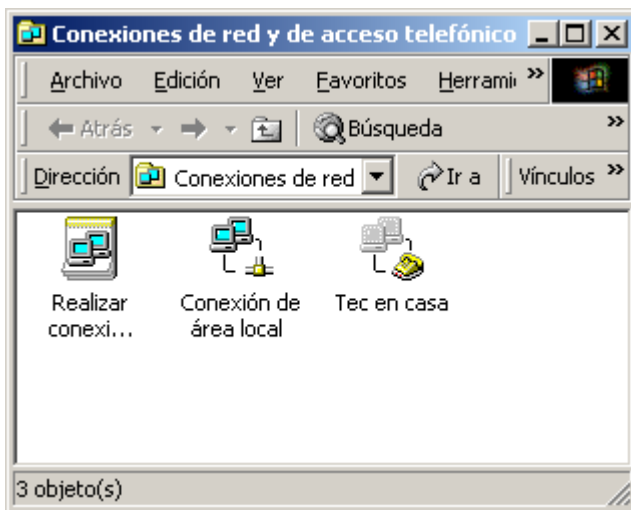 Conexiones de red y de acceso telefónico
Archivo Edición Ver Favoritos Herrami »
Atrás Búsqueda »
Dirección Conexiones de red Ir a Vínculos »
Realizar conexi... Conexión de área local Tec en casa
3 objeto(s)